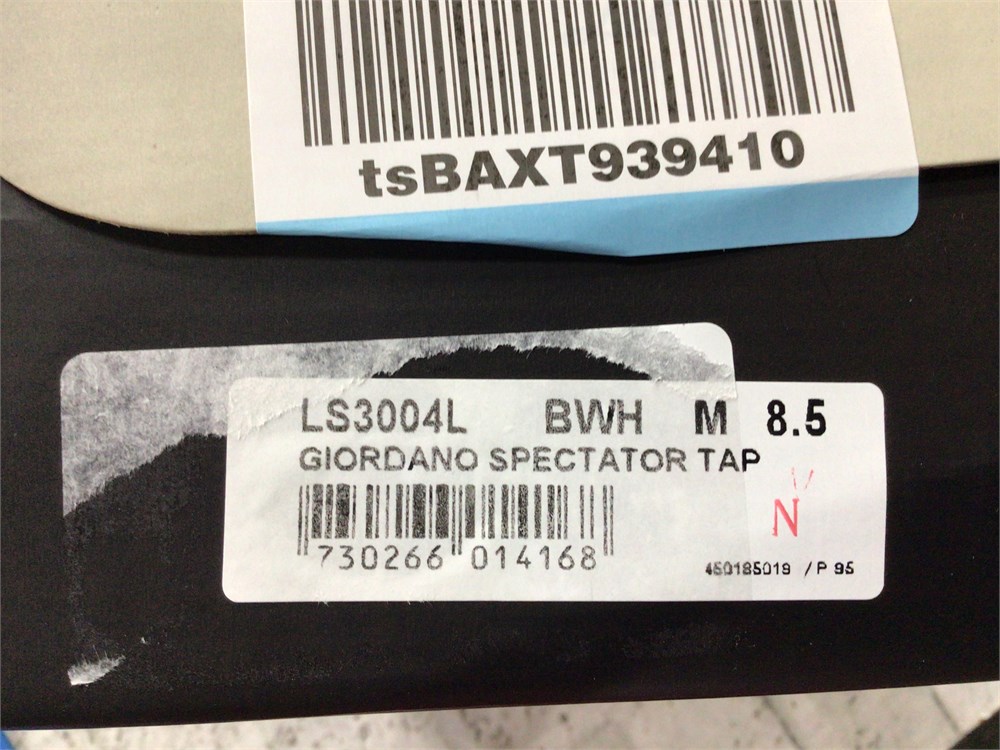 tsBAXT939410
LS3004L BWH M 8.5
GIORDANO SPECTATOR TAP
N
730266 014168
450185019 /P 95